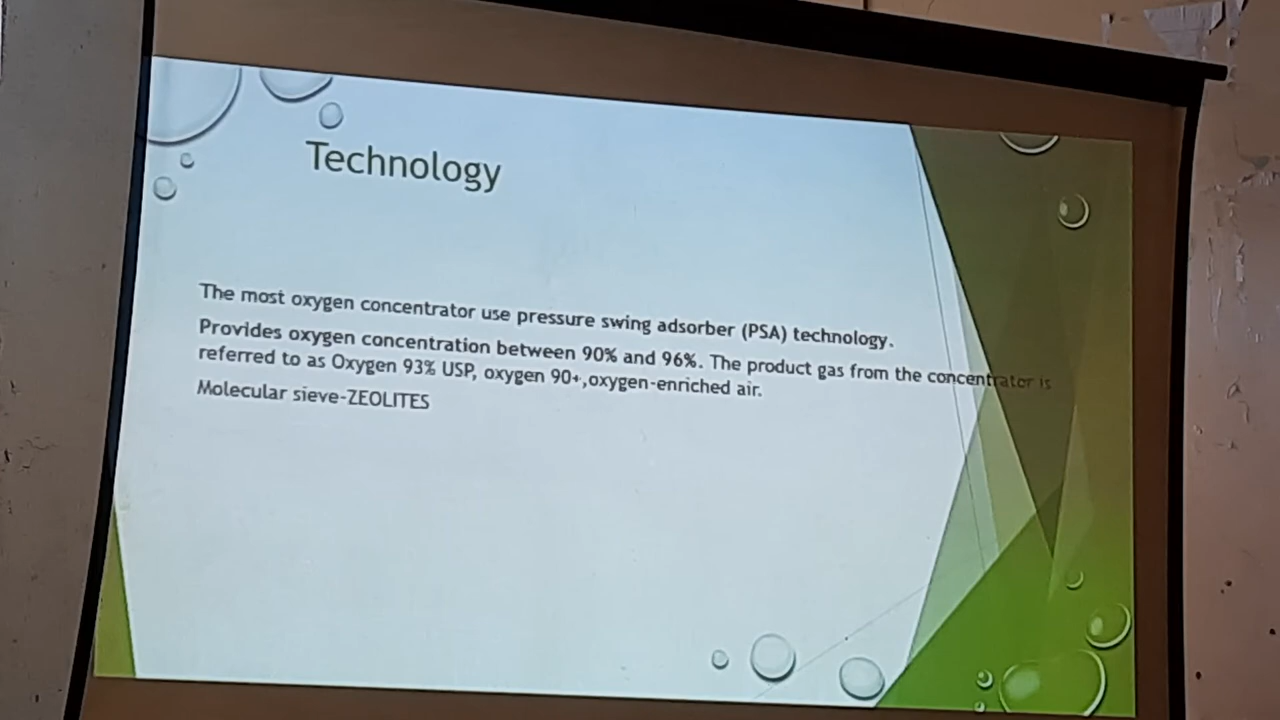 Technology
The most oxygen concentrator use pressure swing adsorber (PSA) technology.
Provides oxygen concentration between 90% and 96%. The product gas from the concentrator is
referred to as Oxygen 93% USP, oxygen 90+,oxygen-enriched air.
Molecular sieve-ZEOLITES